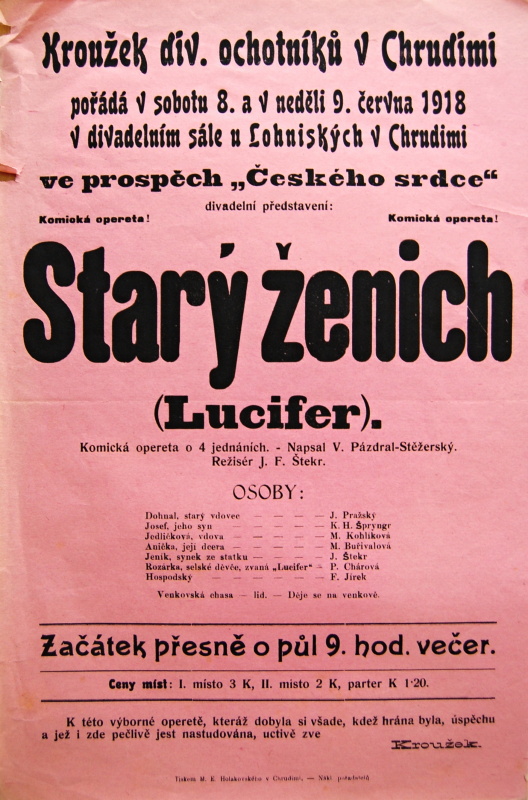 Kroužek div. ochotníků v Chrudimi
pořádá v sobotu 8. a v neděli 9. června 1918
v divadelním sále u Lohniských v Chrudimi
ve prospěch „Českého srdce“
divadelní představení:
Komická opereta! Komická opereta!
Starý ženich
(Lucifer).
Komická opereta o 4 jednáních. - Napsal V. Pázdral-Stěžerský.
Režisér J. F. Štekr.
OSOBY:
Dohnal, starý vdovec — — — — J. Pražský
Josef, jeho syn — — — — — K. H. Špryngr
Jedličková, vdova — — — — — M. Kohlíková
Anička, její dcera — — — — — M. Buřivalová
Jeník, synek ze statku — — — — J. Štekr
Rozárka, selské děvče, zvaná „Lucifer“ — P. Chárová
Hospodský — — — — — — F. Jirek
Venkovská chasa — lid. — Děje se na venkově.
Začátek přesně o půl 9. hod. večer.
Ceny míst: I. místo 3 K, II. místo 2 K, parter K 1·20.
K této výborné operetě, kteráž dobyla si všade, kdež hrána byla, úspěchu
a jež i zde pečlivě jest nastudována, uctivě zve
Kroužek.
Tiskem M. E. Holakovského v Chrudimi. — Nákl. pořadatelů